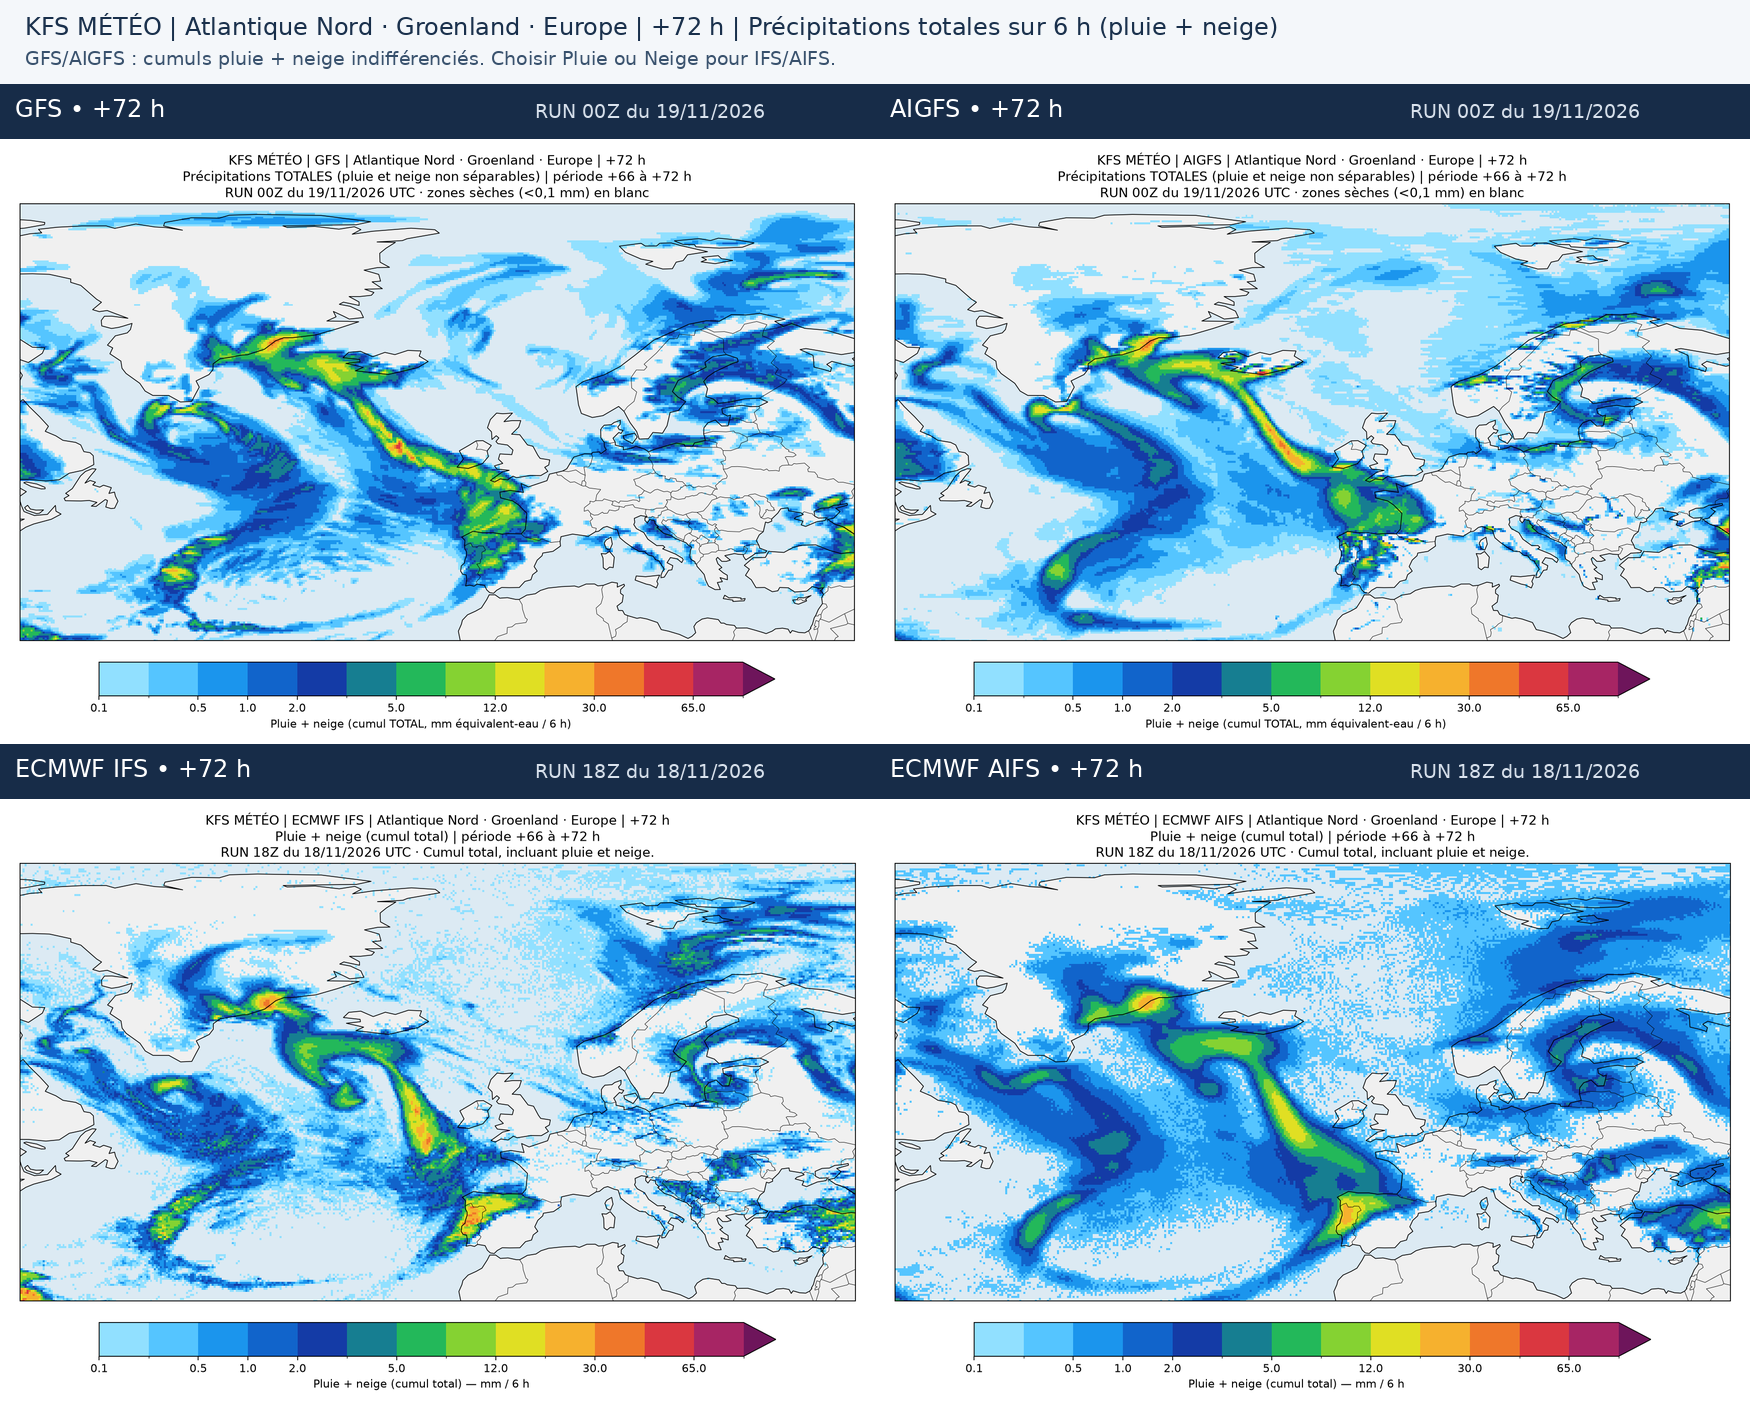 KFS MÉTÉO | Atlantique Nord · Groenland · Europe | +72 h | Précipitations totales sur 6 h (pluie + neige)
GFS/AIGFS : cumuls pluie + neige indifférenciés. Choisir Pluie ou Neige pour IFS/AIFS.
GFS • +72 h
RUN 00Z du 19/11/2026
AIGFS • +72 h
RUN 00Z du 19/11/2026
KFS MÉTÉO | GFS | Atlantique Nord · Groenland · Europe | +72 h
Précipitations TOTALES (pluie et neige non séparables) | période +66 à +72 h
RUN 00Z du 19/11/2026 UTC · zones sèches (<0,1 mm) en blanc
KFS MÉTÉO | AIGFS | Atlantique Nord · Groenland · Europe | +72 h
Précipitations TOTALES (pluie et neige non séparables) | période +66 à +72 h
RUN 00Z du 19/11/2026 UTC · zones sèches (<0,1 mm) en blanc
0.1 0.5 1.0 2.0 5.0 12.0 30.0 65.0
Pluie + neige (cumul TOTAL, mm équivalent-eau / 6 h)
0.1 0.5 1.0 2.0 5.0 12.0 30.0 65.0
Pluie + neige (cumul TOTAL, mm équivalent-eau / 6 h)
ECMWF IFS • +72 h
RUN 18Z du 18/11/2026
ECMWF AIFS • +72 h
RUN 18Z du 18/11/2026
KFS MÉTÉO | ECMWF IFS | Atlantique Nord · Groenland · Europe | +72 h
Pluie + neige (cumul total) | période +66 à +72 h
RUN 18Z du 18/11/2026 UTC · Cumul total, incluant pluie et neige.
KFS MÉTÉO | ECMWF AIFS | Atlantique Nord · Groenland · Europe | +72 h
Pluie + neige (cumul total) | période +66 à +72 h
RUN 18Z du 18/11/2026 UTC · Cumul total, incluant pluie et neige.
0.1 0.5 1.0 2.0 5.0 12.0 30.0 65.0
Pluie + neige (cumul total) — mm / 6 h
0.1 0.5 1.0 2.0 5.0 12.0 30.0 65.0
Pluie + neige (cumul total) — mm / 6 h